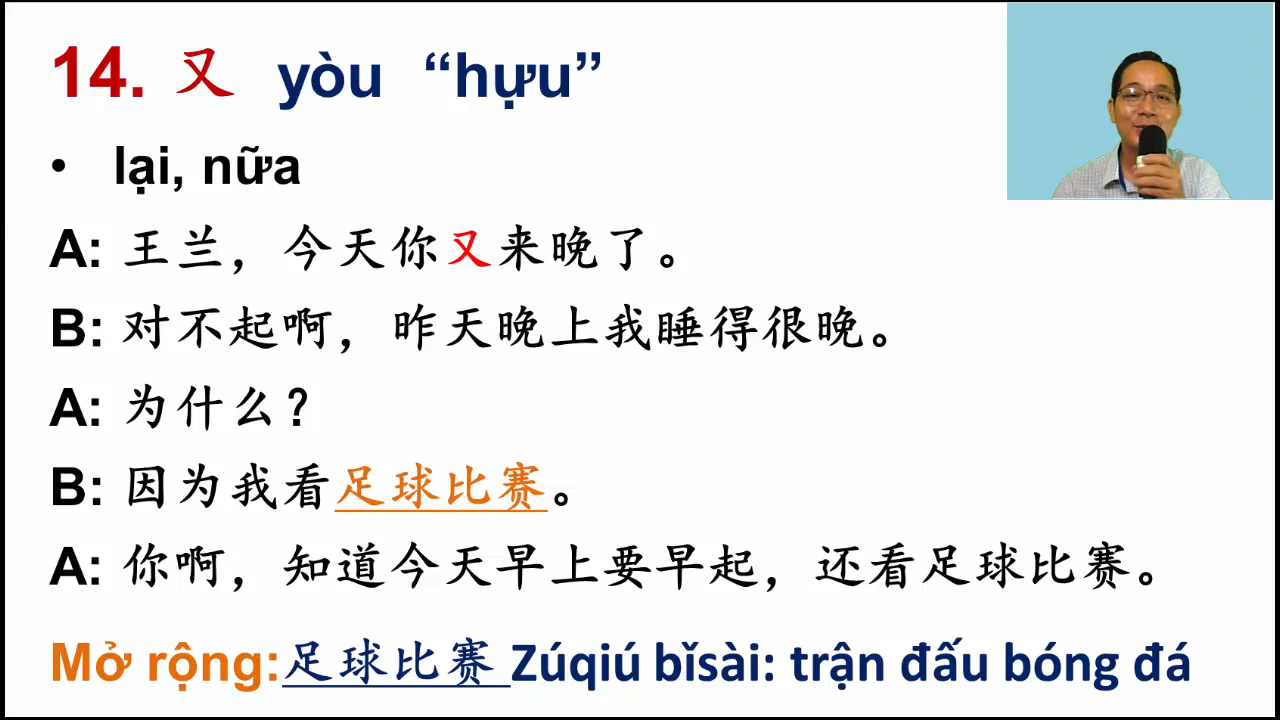 14. 又 yòu “hựu”
• lại, nữa
A: 王兰，今天你又来晚了。
B: 对不起啊，昨天晚上我睡得很晚。
A: 为什么？
B: 因为我看足球比赛。
A: 你啊，知道今天早上要早起，还看足球比赛。
Mở rộng:足球比赛 Zúqiú bǐsài: trận đấu bóng đá